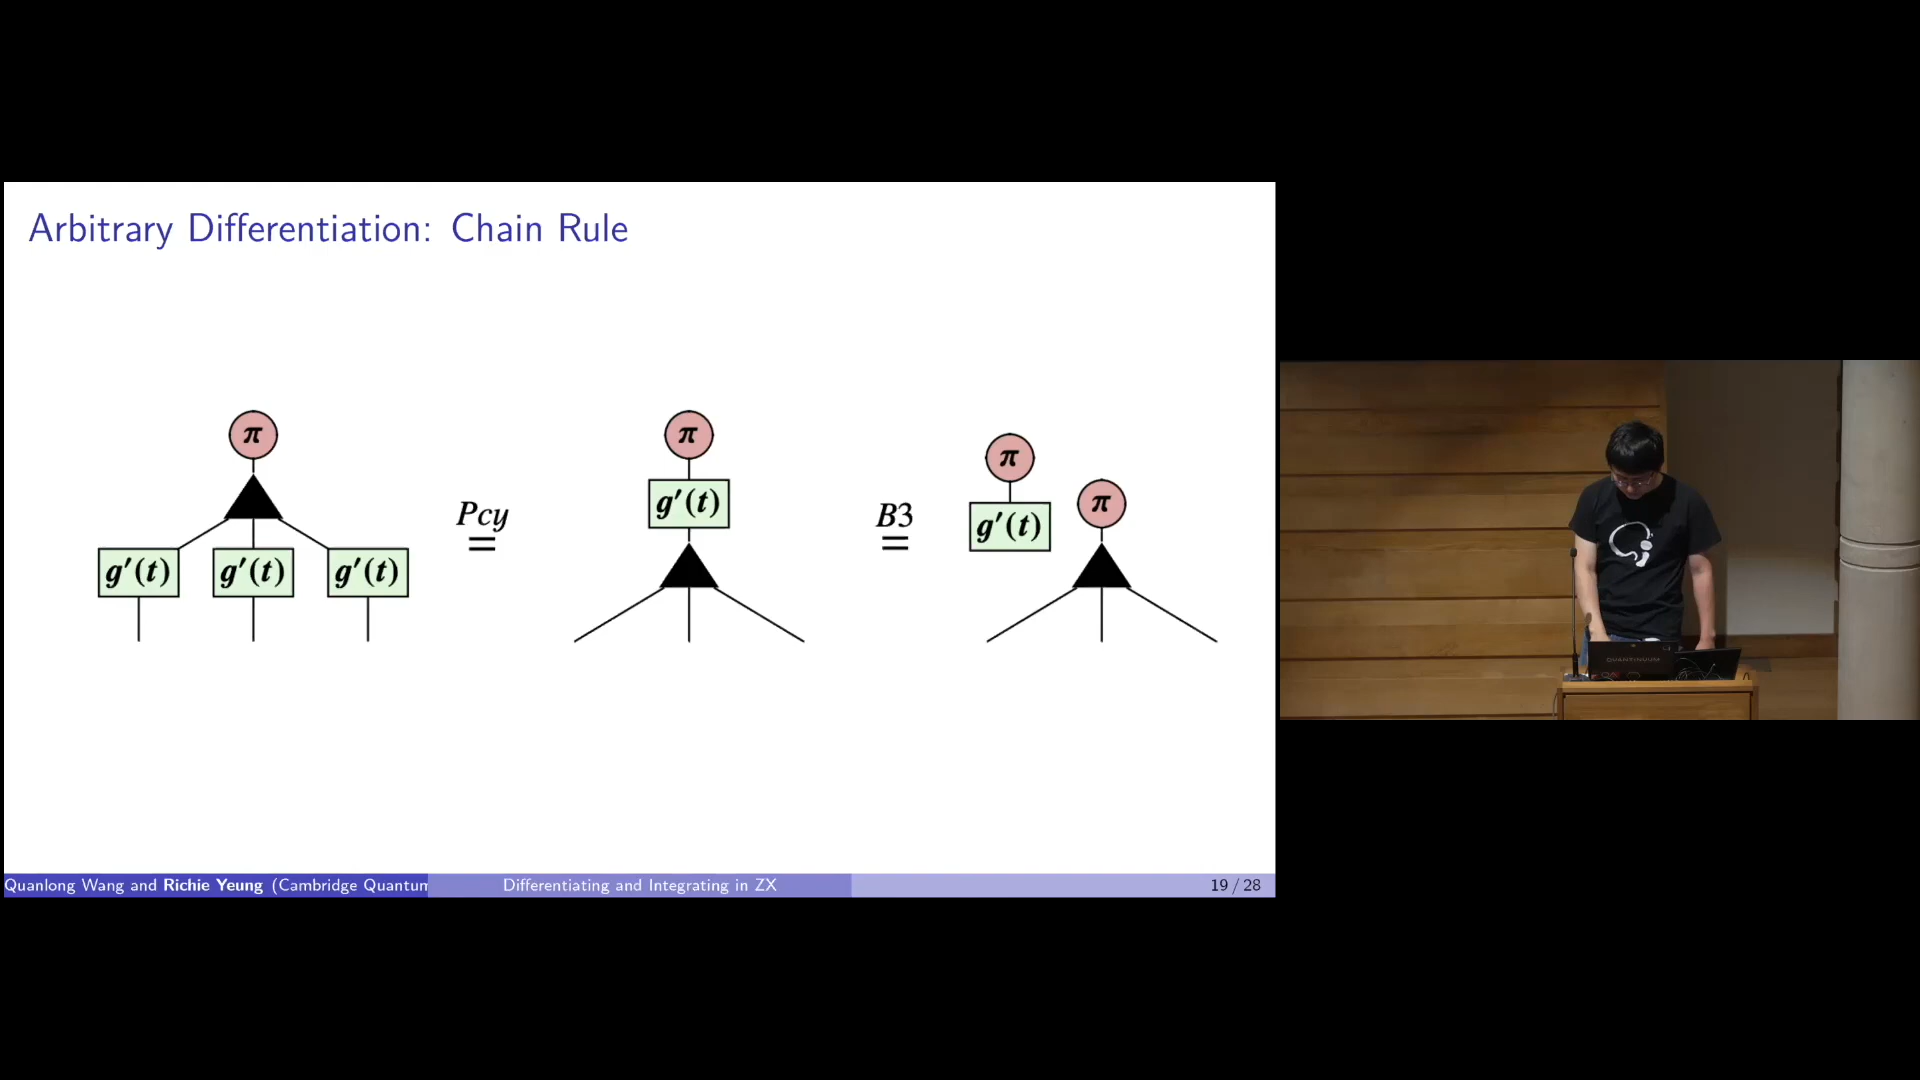 Arbitrary Differentiation: Chain Rule
π
g′(t) g′(t) g′(t)
Pcy
=
π
g′(t)
B3
=
π
g′(t)
π
Quanlong Wang and Richie Yeung (Cambridge Quantum
Differentiating and Integrating in ZX
19 / 28
QUANTINUUM